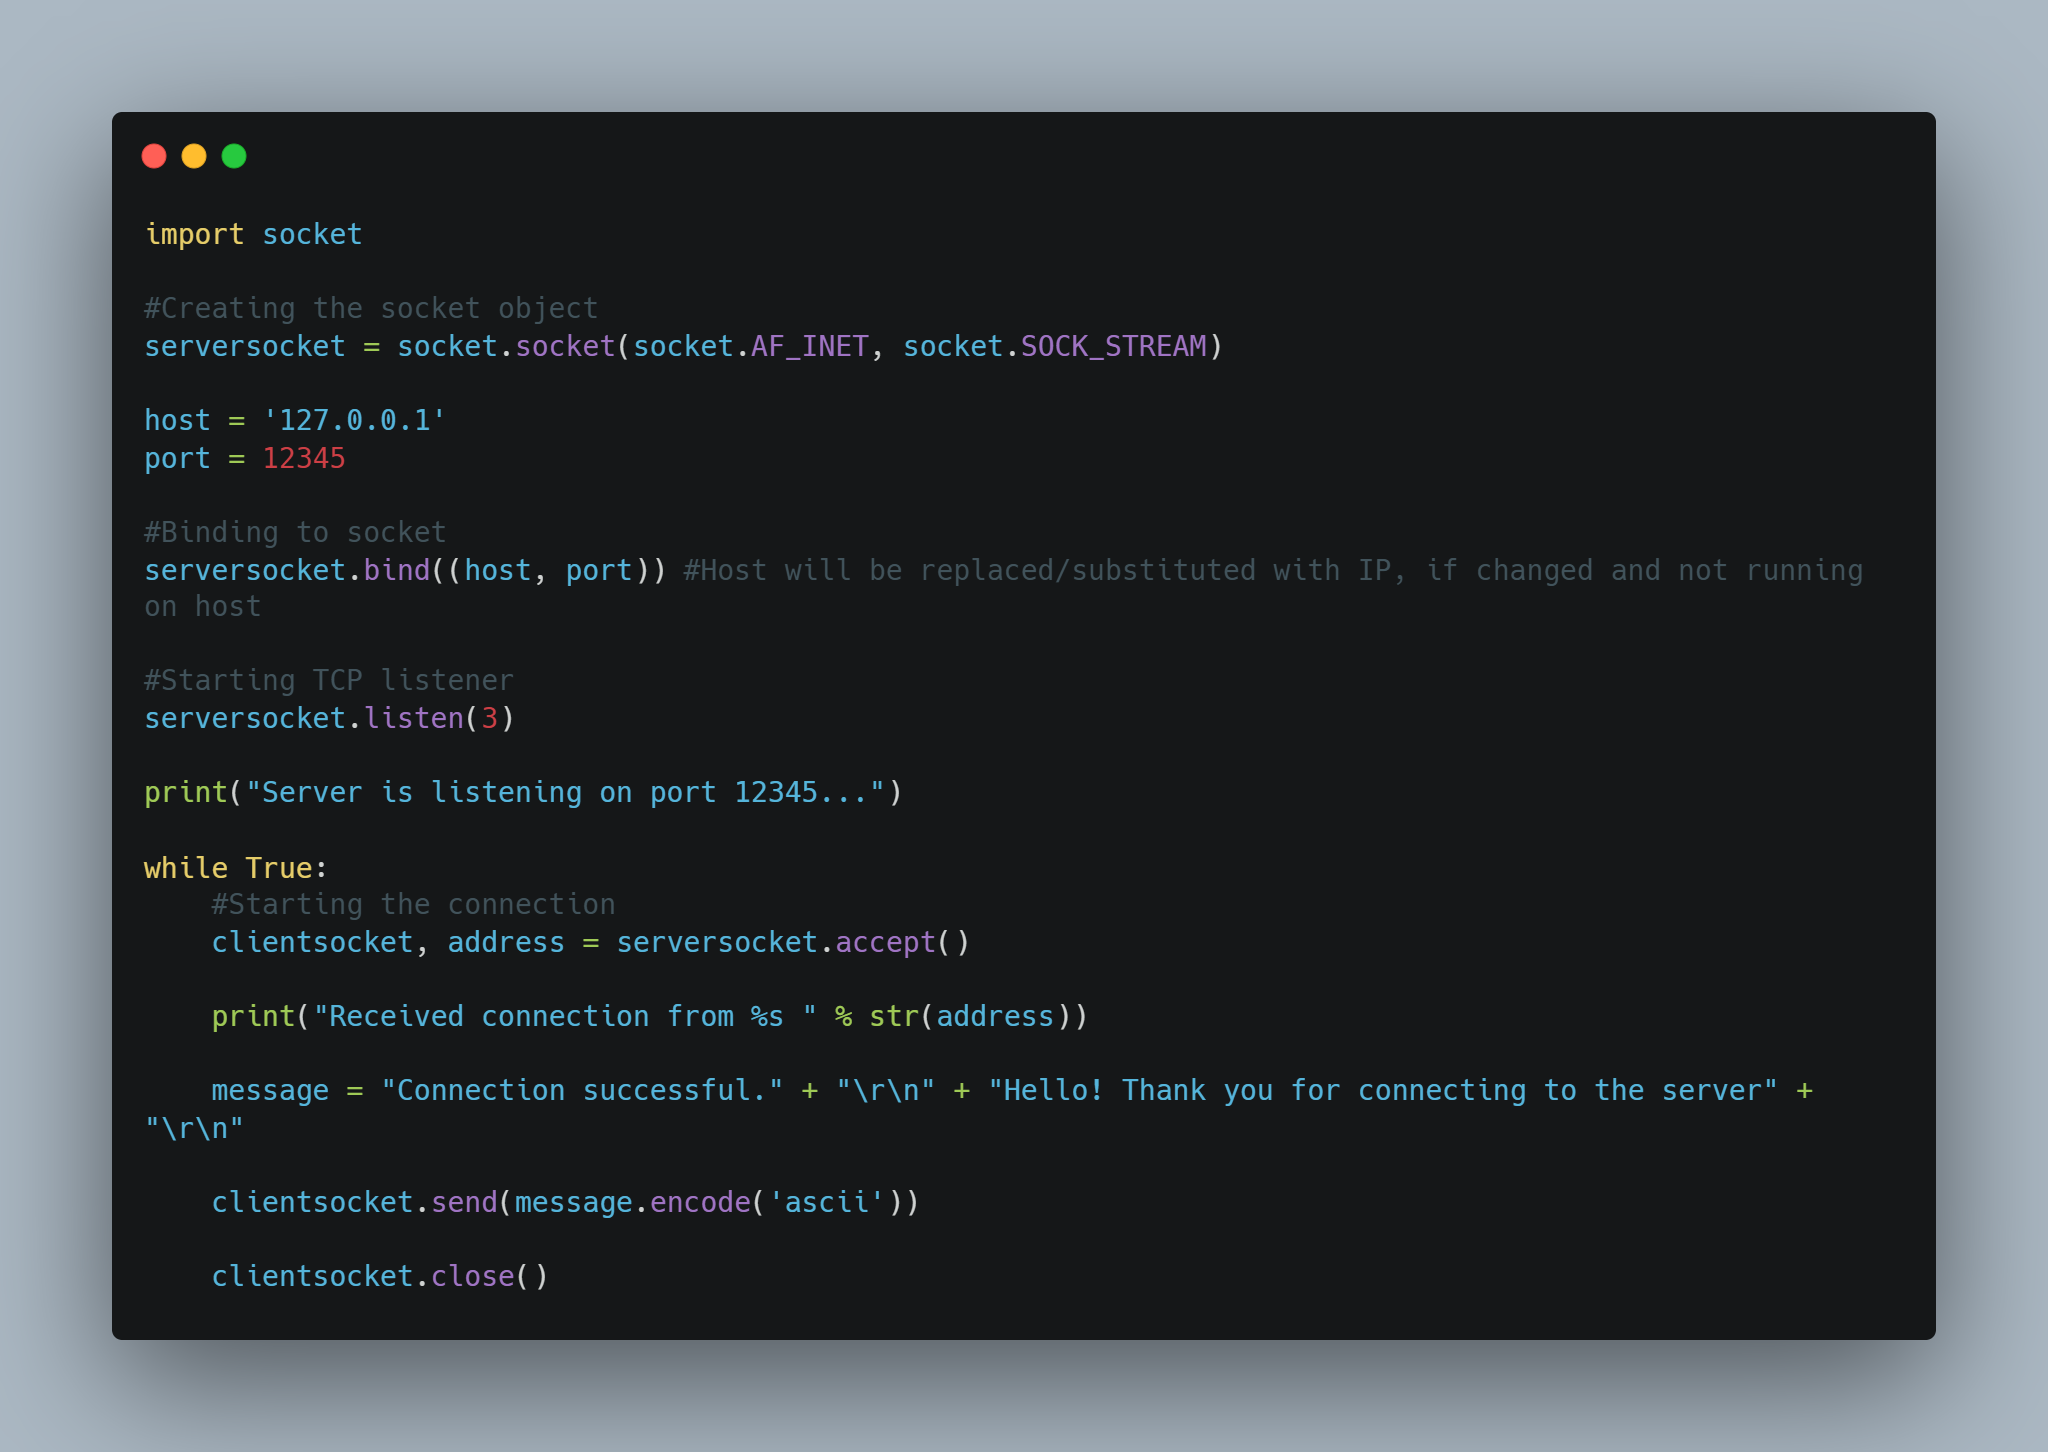 import socket

#Creating the socket object
serversocket = socket.socket(socket.AF_INET, socket.SOCK_STREAM)

host = '127.0.0.1'
port = 12345

#Binding to socket
serversocket.bind((host, port)) #Host will be replaced/substituted with IP, if changed and not running
on host

#Starting TCP listener
serversocket.listen(3)

print("Server is listening on port 12345...")

while True:
    #Starting the connection
    clientsocket, address = serversocket.accept()

    print("Received connection from %s " % str(address))

    message = "Connection successful." + "\r\n" + "Hello! Thank you for connecting to the server" +
"\r\n"

    clientsocket.send(message.encode('ascii'))

    clientsocket.close()